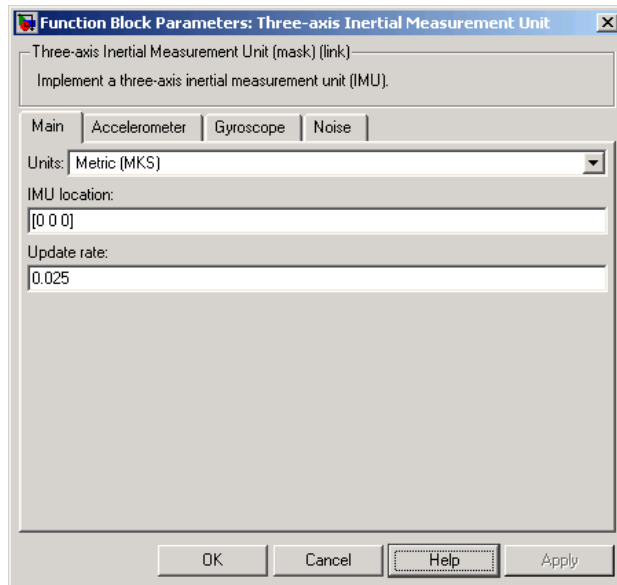 Function Block Parameters: Three-axis Inertial Measurement Unit
Three-axis Inertial Measurement Unit (mask) (link)
Implement a three-axis inertial measurement unit (IMU).
Main Accelerometer Gyroscope Noise
Units: Metric (MKS)
IMU location:
[0 0 0]
Update rate:
0.025
OK Cancel Help Apply